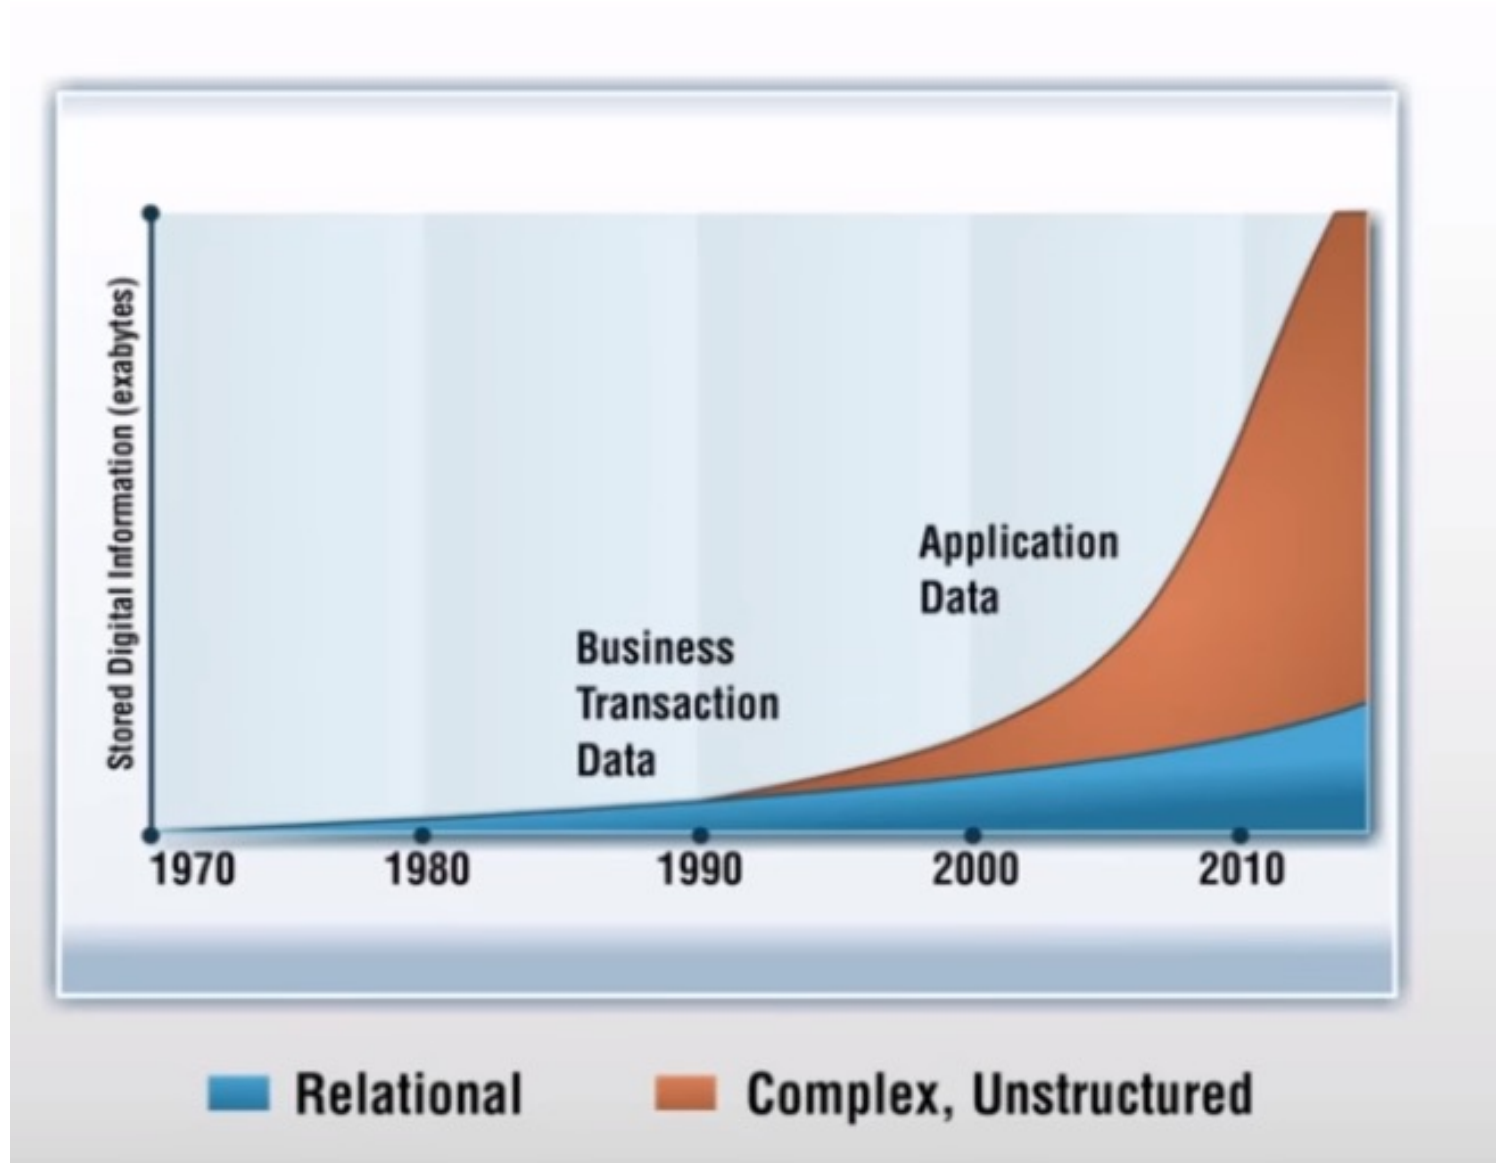 Stored Digital Information (exabytes)
Application
Data
Business
Transaction
Data
1970 1980 1990 2000 2010
Relational Complex, Unstructured